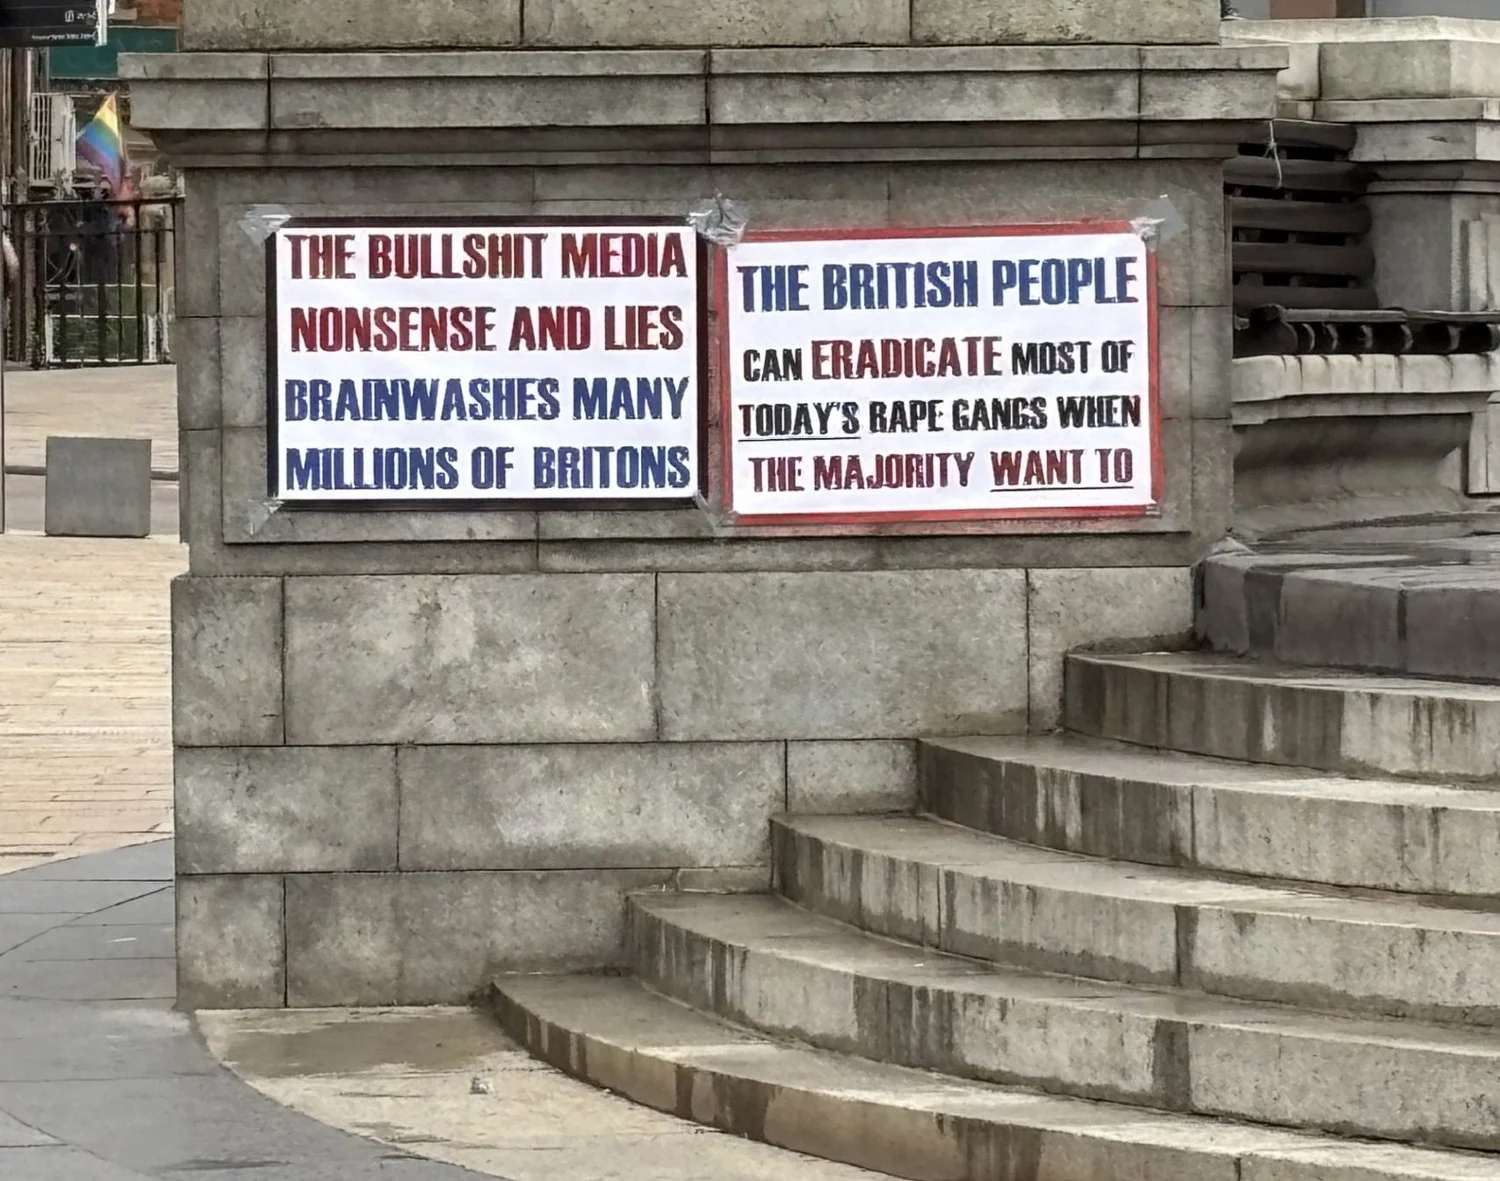 THE BULLSHIT MEDIA
NONSENSE AND LIES
BRAINWASHES MANY
MILLIONS OF BRITONS
THE BRITISH PEOPLE
CAN ERADICATE MOST OF
TODAY'S RAPE GANGS WHEN
THE MAJORITY WANT TO